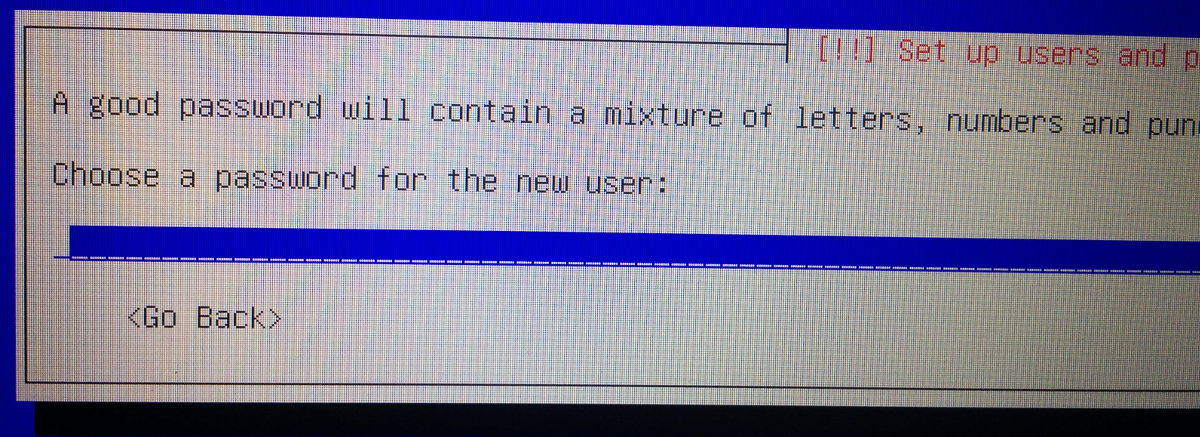 [!!] Set up users and p
A good password will contain a mixture of letters, numbers and pun
Choose a password for the new user:
<Go Back>